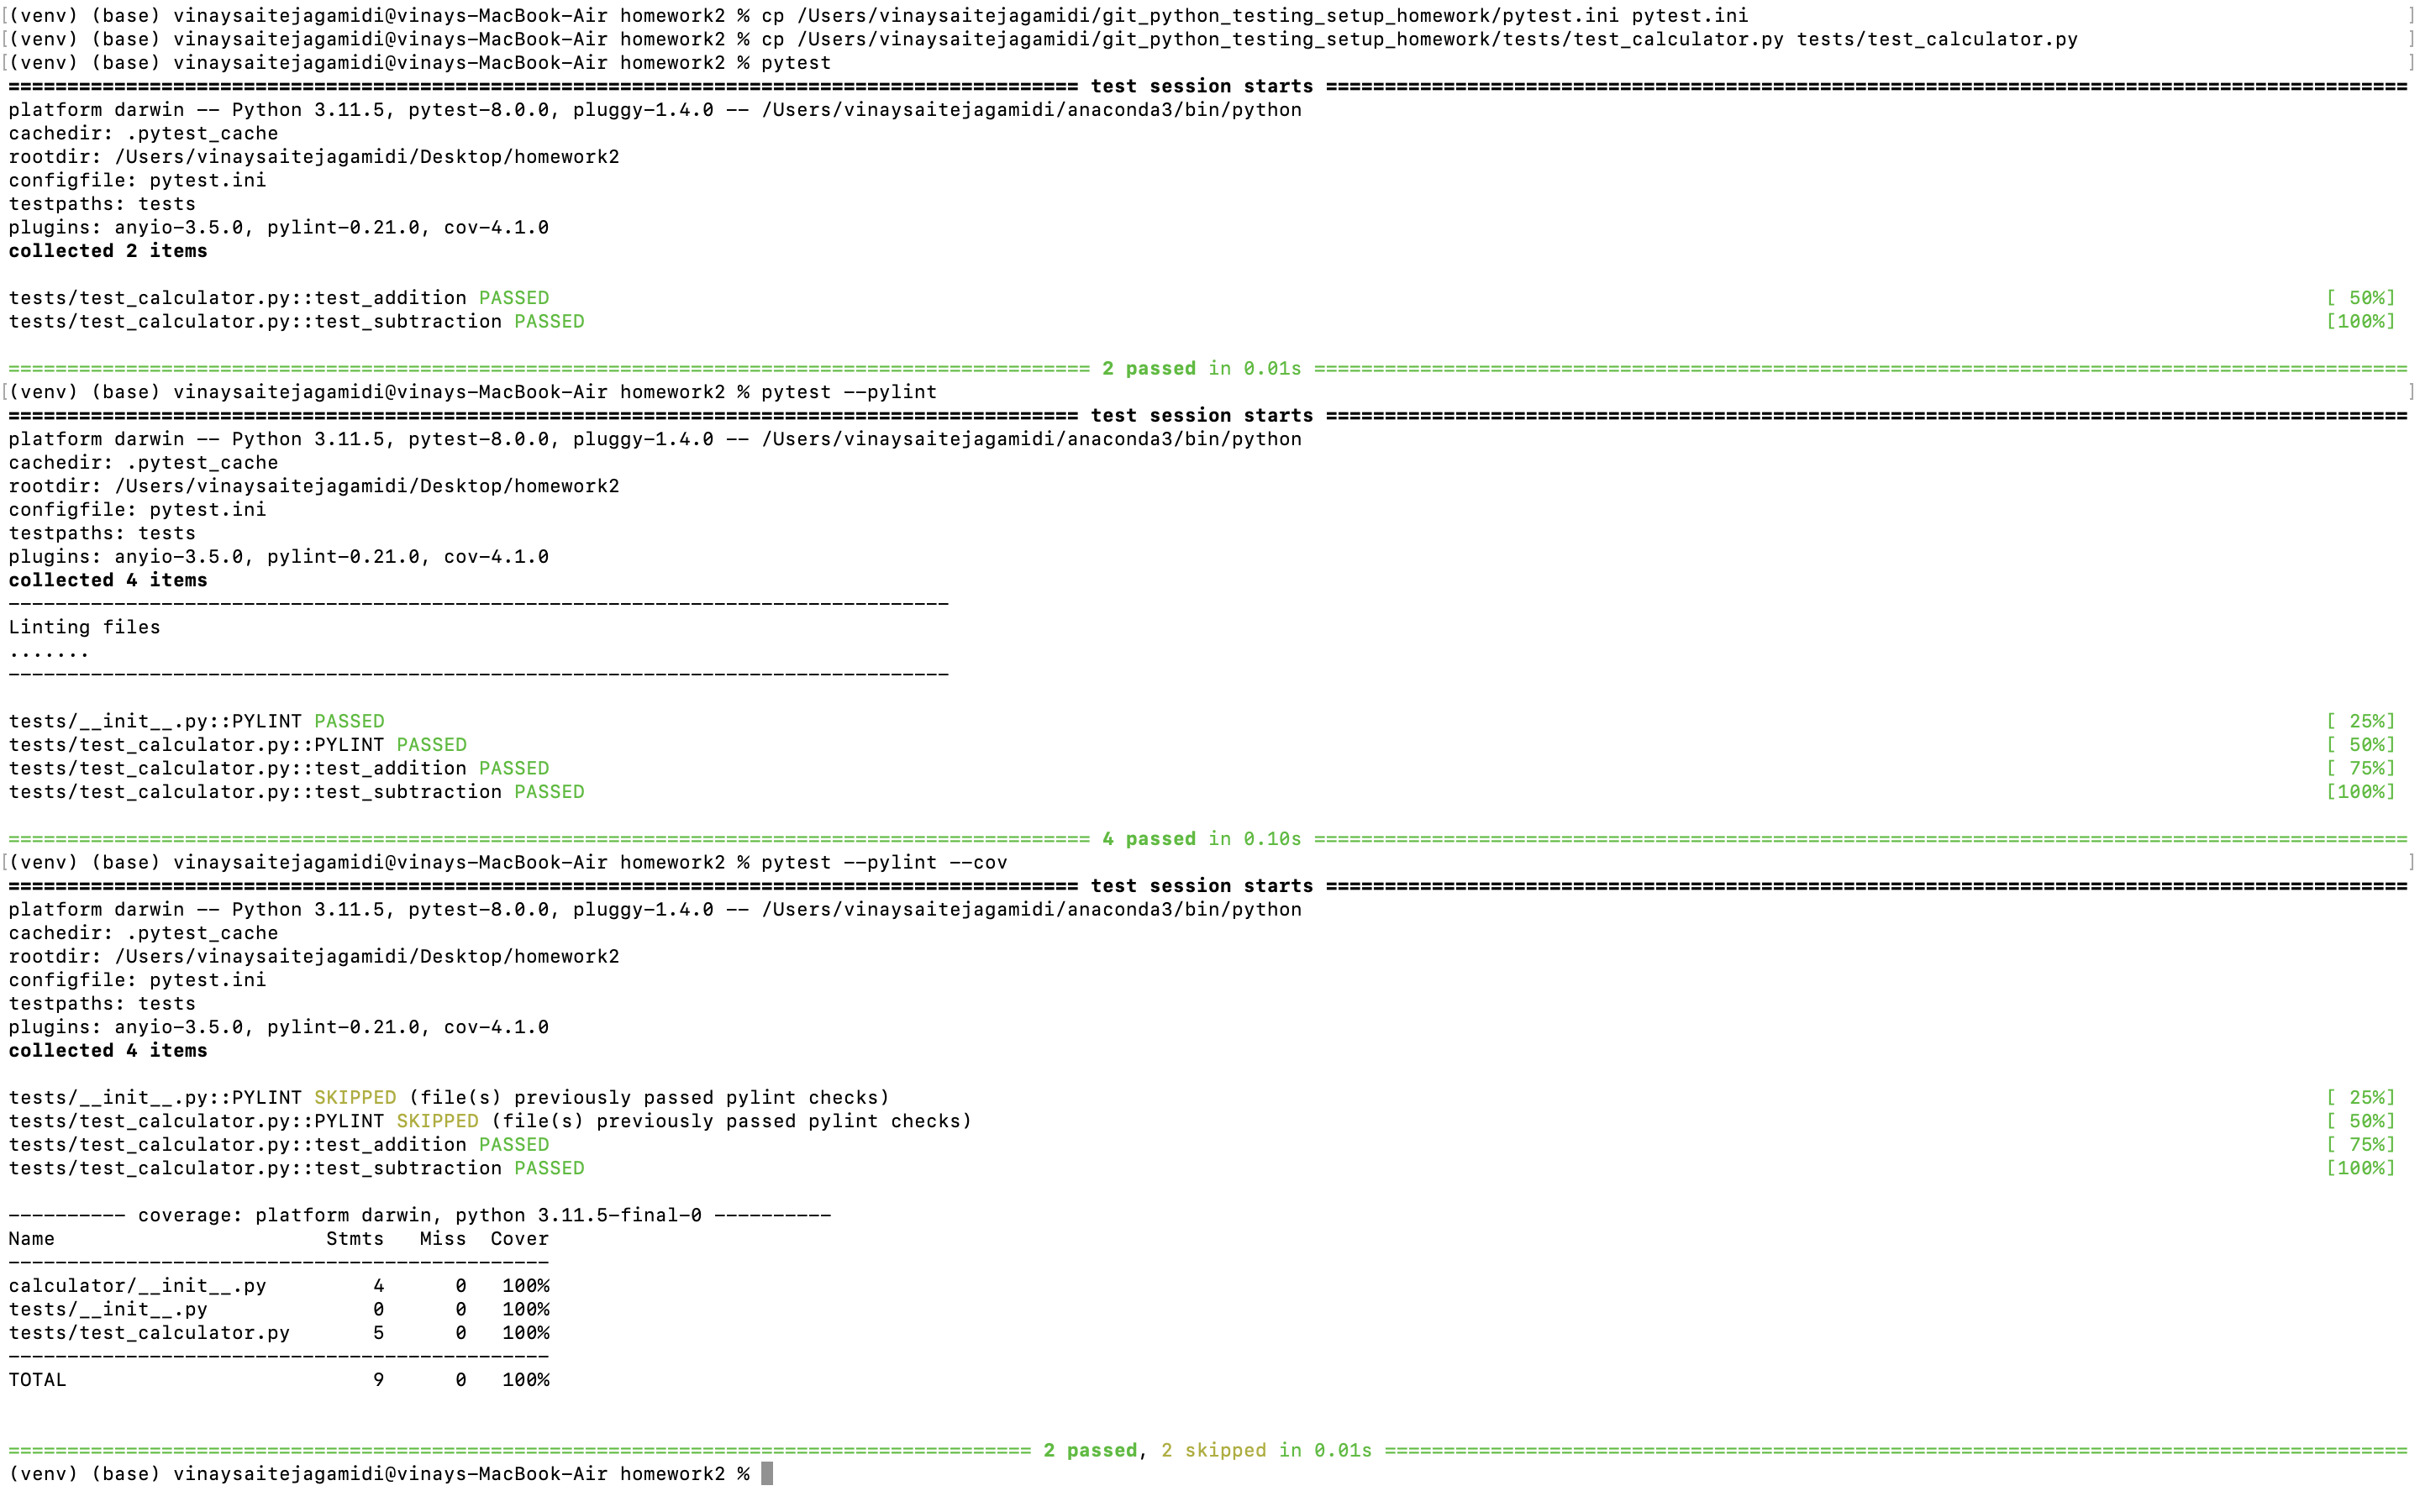 [(venv) (base) vinaysaitejagamidi@vinays-MacBook-Air homework2 % cp /Users/vinaysaitejagamidi/git_python_testing_setup_homework/pytest.ini pytest.ini ]
[(venv) (base) vinaysaitejagamidi@vinays-MacBook-Air homework2 % cp /Users/vinaysaitejagamidi/git_python_testing_setup_homework/tests/test_calculator.py tests/test_calculator.py ]
[(venv) (base) vinaysaitejagamidi@vinays-MacBook-Air homework2 % pytest ]
=========================================================================================== test session starts ============================================================================================
platform darwin -- Python 3.11.5, pytest-8.0.0, pluggy-1.4.0 -- /Users/vinaysaitejagamidi/anaconda3/bin/python
cachedir: .pytest_cache
rootdir: /Users/vinaysaitejagamidi/Desktop/homework2
configfile: pytest.ini
testpaths: tests
plugins: anyio-3.5.0, pylint-0.21.0, cov-4.1.0
collected 2 items
tests/test_calculator.py::test_addition PASSED [ 50%]
tests/test_calculator.py::test_subtraction PASSED [100%]
============================================================================================ 2 passed in 0.01s =============================================================================================
[(venv) (base) vinaysaitejagamidi@vinays-MacBook-Air homework2 % pytest --pylint ]
=========================================================================================== test session starts ============================================================================================
platform darwin -- Python 3.11.5, pytest-8.0.0, pluggy-1.4.0 -- /Users/vinaysaitejagamidi/anaconda3/bin/python
cachedir: .pytest_cache
rootdir: /Users/vinaysaitejagamidi/Desktop/homework2
configfile: pytest.ini
testpaths: tests
plugins: anyio-3.5.0, pylint-0.21.0, cov-4.1.0
collected 4 items
--------------------------------------------------------------------------------
Linting files
.......
--------------------------------------------------------------------------------
tests/__init__.py::PYLINT PASSED [ 25%]
tests/test_calculator.py::PYLINT PASSED [ 50%]
tests/test_calculator.py::test_addition PASSED [ 75%]
tests/test_calculator.py::test_subtraction PASSED [100%]
============================================================================================ 4 passed in 0.10s =============================================================================================
[(venv) (base) vinaysaitejagamidi@vinays-MacBook-Air homework2 % pytest --pylint --cov ]
=========================================================================================== test session starts ============================================================================================
platform darwin -- Python 3.11.5, pytest-8.0.0, pluggy-1.4.0 -- /Users/vinaysaitejagamidi/anaconda3/bin/python
cachedir: .pytest_cache
rootdir: /Users/vinaysaitejagamidi/Desktop/homework2
configfile: pytest.ini
testpaths: tests
plugins: anyio-3.5.0, pylint-0.21.0, cov-4.1.0
collected 4 items
tests/__init__.py::PYLINT SKIPPED (file(s) previously passed pylint checks) [ 25%]
tests/test_calculator.py::PYLINT SKIPPED (file(s) previously passed pylint checks) [ 50%]
tests/test_calculator.py::test_addition PASSED [ 75%]
tests/test_calculator.py::test_subtraction PASSED [100%]
---------- coverage: platform darwin, python 3.11.5-final-0 ----------
Name Stmts Miss Cover
----------------------------------------------
calculator/__init__.py 4 0 100%
tests/__init__.py 0 0 100%
tests/test_calculator.py 5 0 100%
----------------------------------------------
TOTAL 9 0 100%
======================================================================================= 2 passed, 2 skipped in 0.01s =======================================================================================
(venv) (base) vinaysaitejagamidi@vinays-MacBook-Air homework2 %